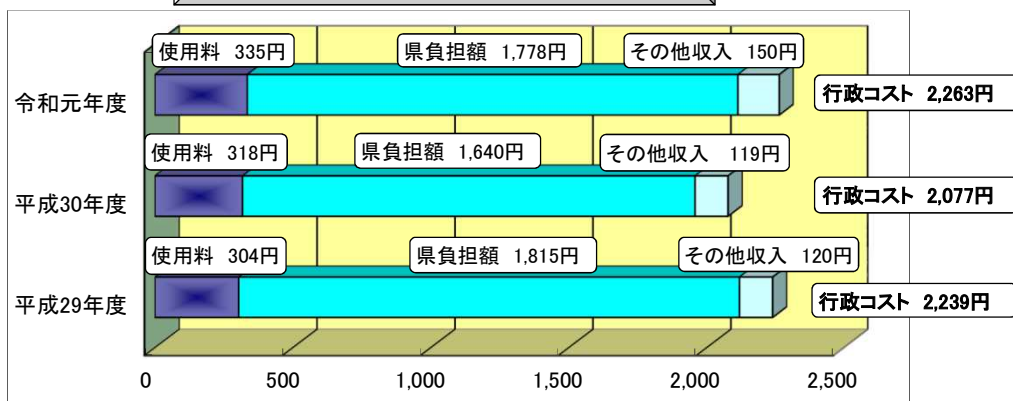 使用料 335円 県負担額 1,778円 その他収入 150円
令和元年度 行政コスト 2,263円
使用料 318円 県負担額 1,640円 その他収入 119円
平成30年度 行政コスト 2,077円
使用料 304円 県負担額 1,815円 その他収入 120円
平成29年度 行政コスト 2,239円
0 500 1,000 1,500 2,000 2,500